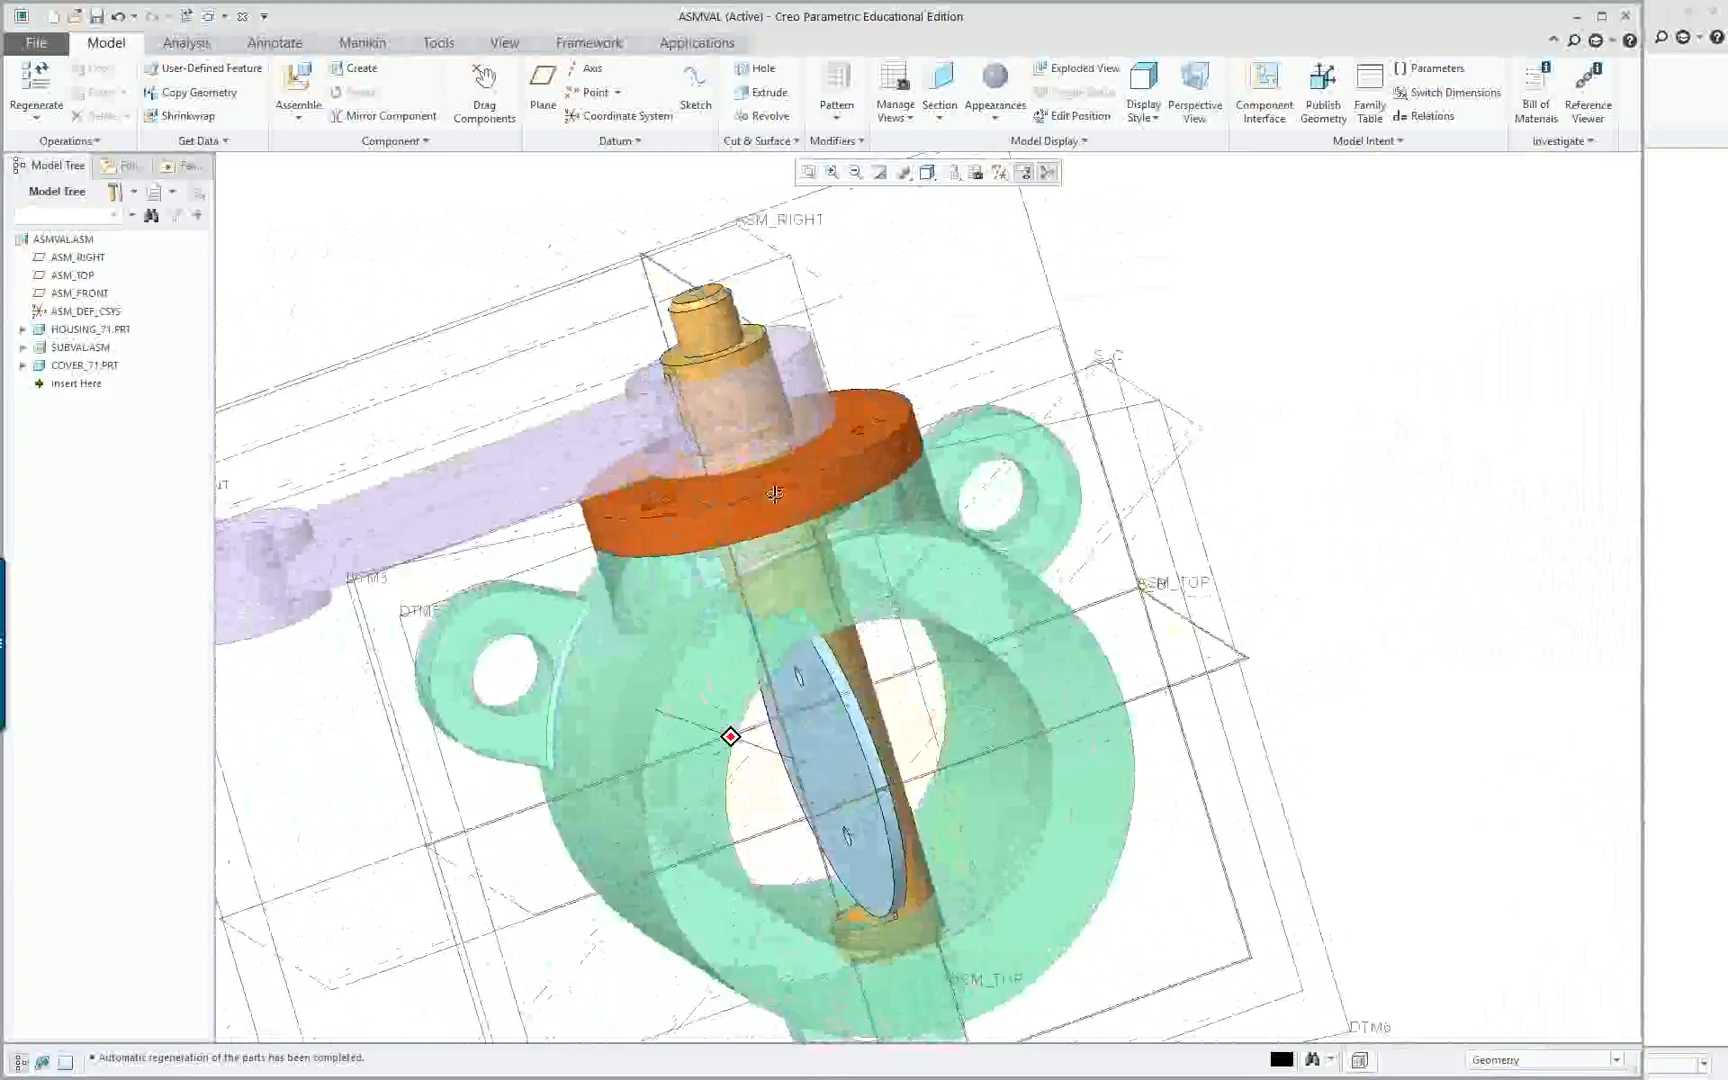 ASMVAL (Active) - Creo Parametric Educational Edition
File Model Analysis Annotate Manikin Tools View Framework Applications
Regenerate
User-Defined Feature
Copy Geometry
Shrinkwrap
Assemble
Create
Mirror Component
Drag Components
Plane
Axis
Point
Coordinate System
Sketch
Hole
Extrude
Revolve
Pattern
Manage Views
Section
Appearances
Exploded View
Edit Position
Display Style
Perspective View
Component Interface
Publish Geometry
Family Table
Parameters
Switch Dimensions
d= Relations
Bill of Materials
Reference Viewer
Operations Get Data Component Datum Cut & Surface Modifiers Model Display Model Intent Investigate
Model Tree
Model Tree
ASMVAL.ASM
ASM_RIGHT
ASM_TOP
ASM_FRONT
ASM_DEF_CSYS
HOUSING_71.PRT
SUBVAL.ASM
COVER_71.PRT
Insert Here
ASM_RIGHT
DTM3
ASM_TOP
ASM_TOP
DTM6
• Automatic regeneration of the parts has been completed.
Geometry